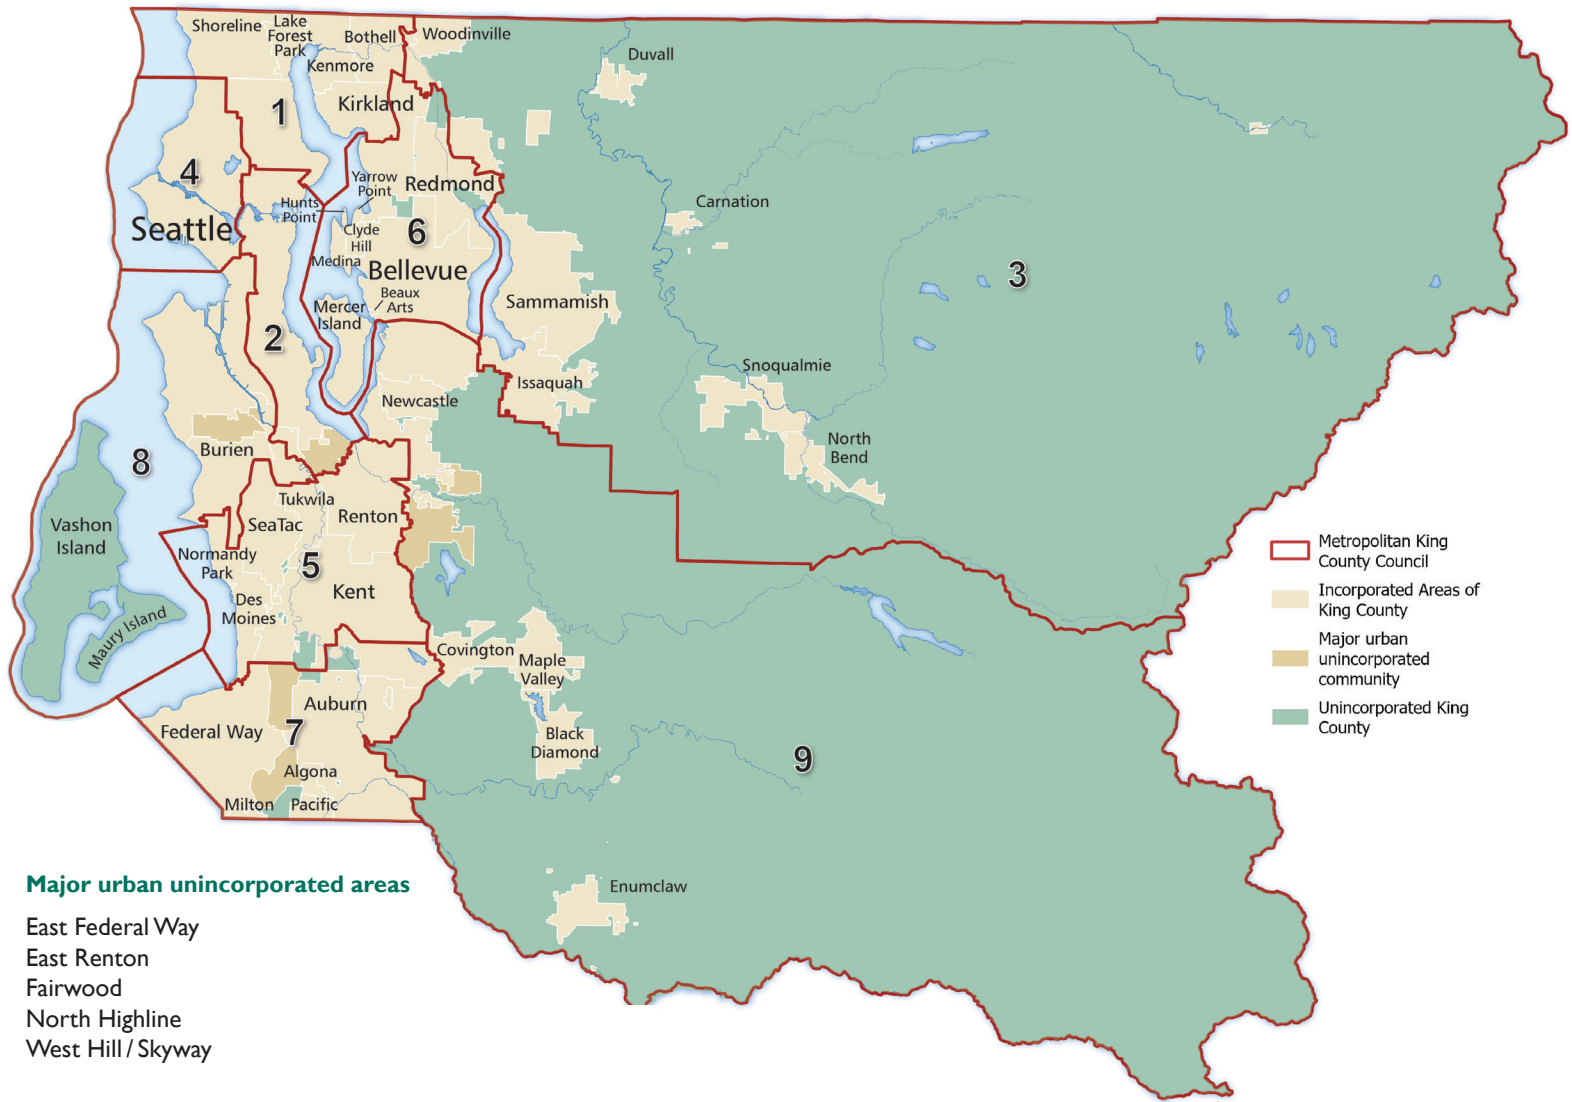 Shoreline
Lake
Forest
Park
Bothell
Woodinville
Kenmore
Duvall
Kirkland
1
4
Yarrow
Point
Redmond
Hunts
Point
Carnation
Seattle
Clyde
Hill
6
Medina
Bellevue
3
Beaux
Arts
Mercer
Island
Sammamish
2
Snoqualmie
Issaquah
Newcastle
North
Bend
Burien
8
Tukwila
Vashon
Island
SeaTac
Renton
Normandy
Park
5
Kent
Des
Moines
Maury Island
Covington
Maple
Valley
Auburn
Federal Way
7
Black
Diamond
9
Algona
Milton
Pacific
Enumclaw
Metropolitan King
County Council
Incorporated Areas of
King County
Major urban
unincorporated
community
Unincorporated King
County
Major urban unincorporated areas
East Federal Way
East Renton
Fairwood
North Highline
West Hill / Skyway